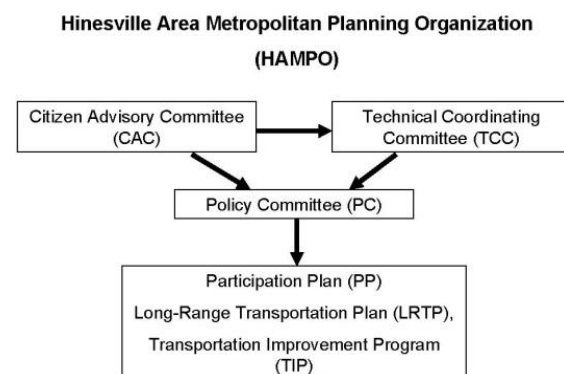 Hinesville Area Metropolitan Planning Organization
(HAMPO)
Citizen Advisory Committee
(CAC)
Technical Coordinating
Committee (TCC)
Policy Committee (PC)
Participation Plan (PP)
Long-Range Transportation Plan (LRTP),
Transportation Improvement Program
(TIP)